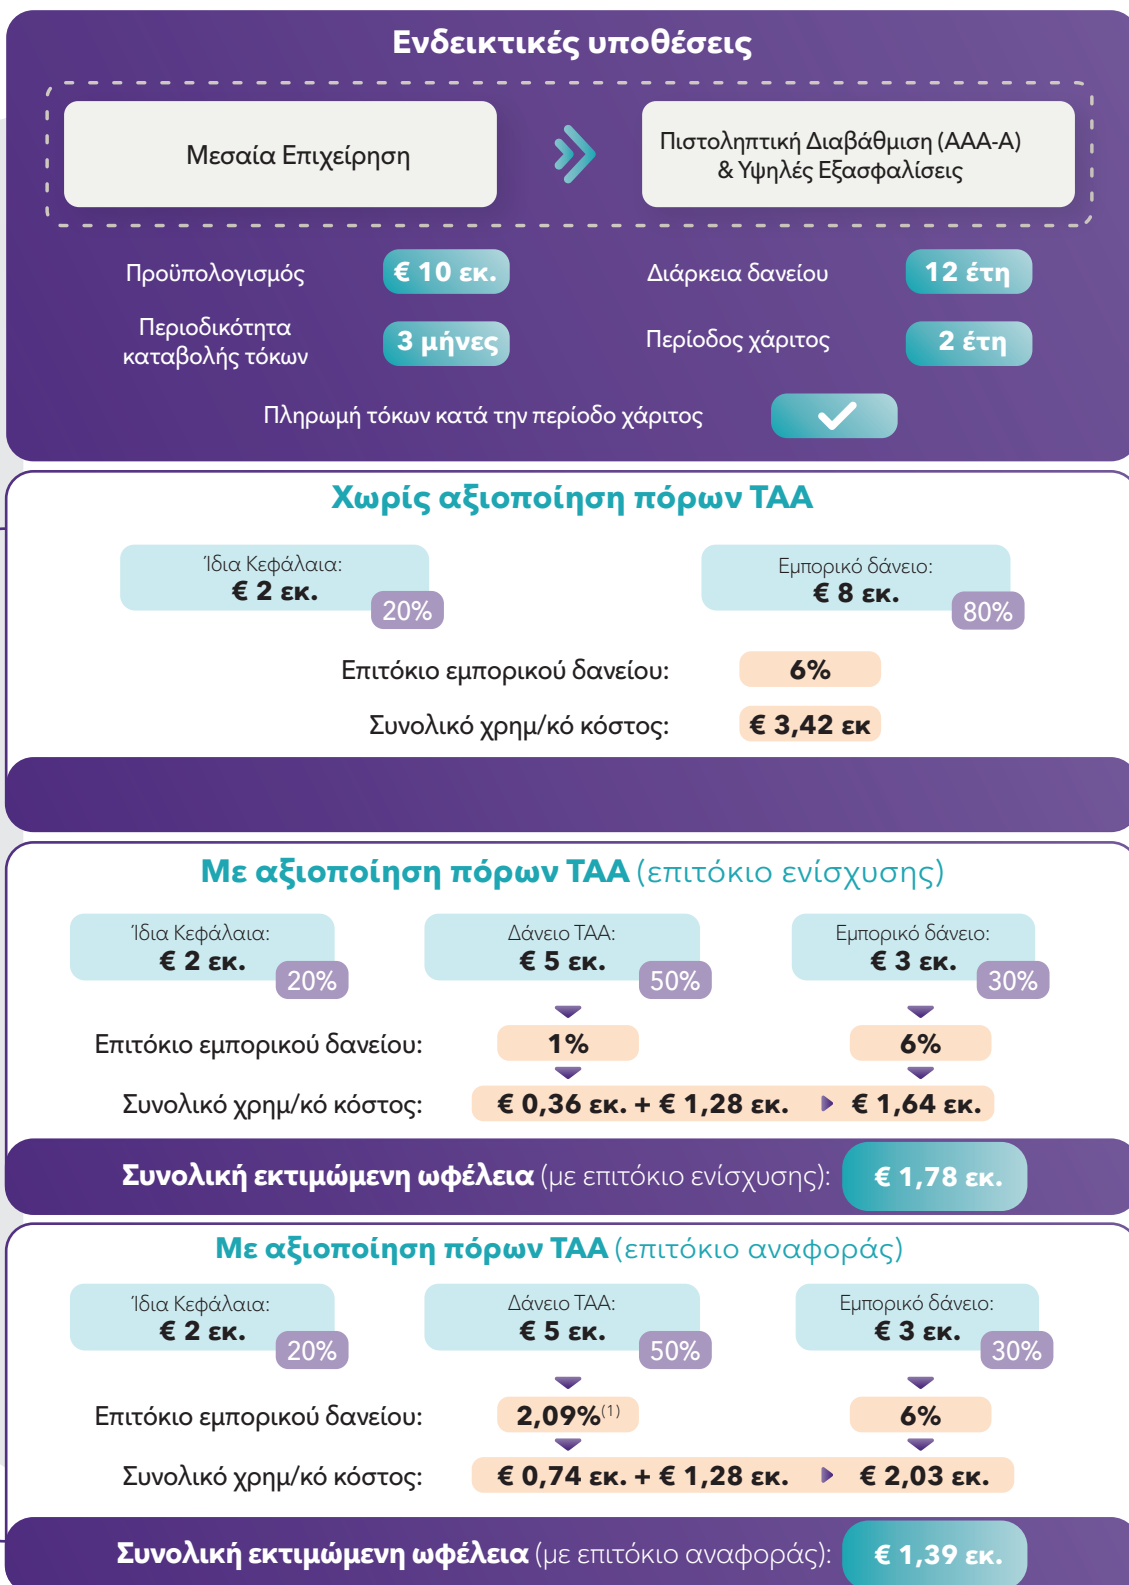 Ενδεικτικές υποθέσεις
Μεσαία Επιχείρηση
Πιστοληπτική Διαβάθμιση (ΑΑΑ-Α)
& Υψηλές Εξασφαλίσεις
Προϋπολογισμός
€ 10 εκ.
Διάρκεια δανείου
12 έτη
Περιοδικότητα
καταβολής τόκων
3 μήνες
Περίοδος χάριτος
2 έτη
Πληρωμή τόκων κατά την περίοδο χάριτος
Χωρίς αξιοποίηση πόρων ΤΑΑ
Ίδια Κεφάλαια:
€ 2 εκ.
20%
Εμπορικό δάνειο:
€ 8 εκ.
80%
Επιτόκιο εμπορικού δανείου:
6%
Συνολικό χρημ/κό κόστος:
€ 3,42 εκ
Με αξιοποίηση πόρων ΤΑΑ (επιτόκιο ενίσχυσης)
Ίδια Κεφάλαια:
€ 2 εκ.
20%
Δάνειο ΤΑΑ:
€ 5 εκ.
50%
Εμπορικό δάνειο:
€ 3 εκ.
30%
Επιτόκιο εμπορικού δανείου:
1%
6%
Συνολικό χρημ/κό κόστος:
€ 0,36 εκ. + € 1,28 εκ.
€ 1,64 εκ.
Συνολική εκτιμώμενη ωφέλεια (με επιτόκιο ενίσχυσης):
€ 1,78 εκ.
Με αξιοποίηση πόρων ΤΑΑ (επιτόκιο αναφοράς)
Ίδια Κεφάλαια:
€ 2 εκ.
20%
Δάνειο ΤΑΑ:
€ 5 εκ.
50%
Εμπορικό δάνειο:
€ 3 εκ.
30%
Επιτόκιο εμπορικού δανείου:
2,09%(1)
6%
Συνολικό χρημ/κό κόστος:
€ 0,74 εκ. + € 1,28 εκ.
€ 2,03 εκ.
Συνολική εκτιμώμενη ωφέλεια (με επιτόκιο αναφοράς):
€ 1,39 εκ.